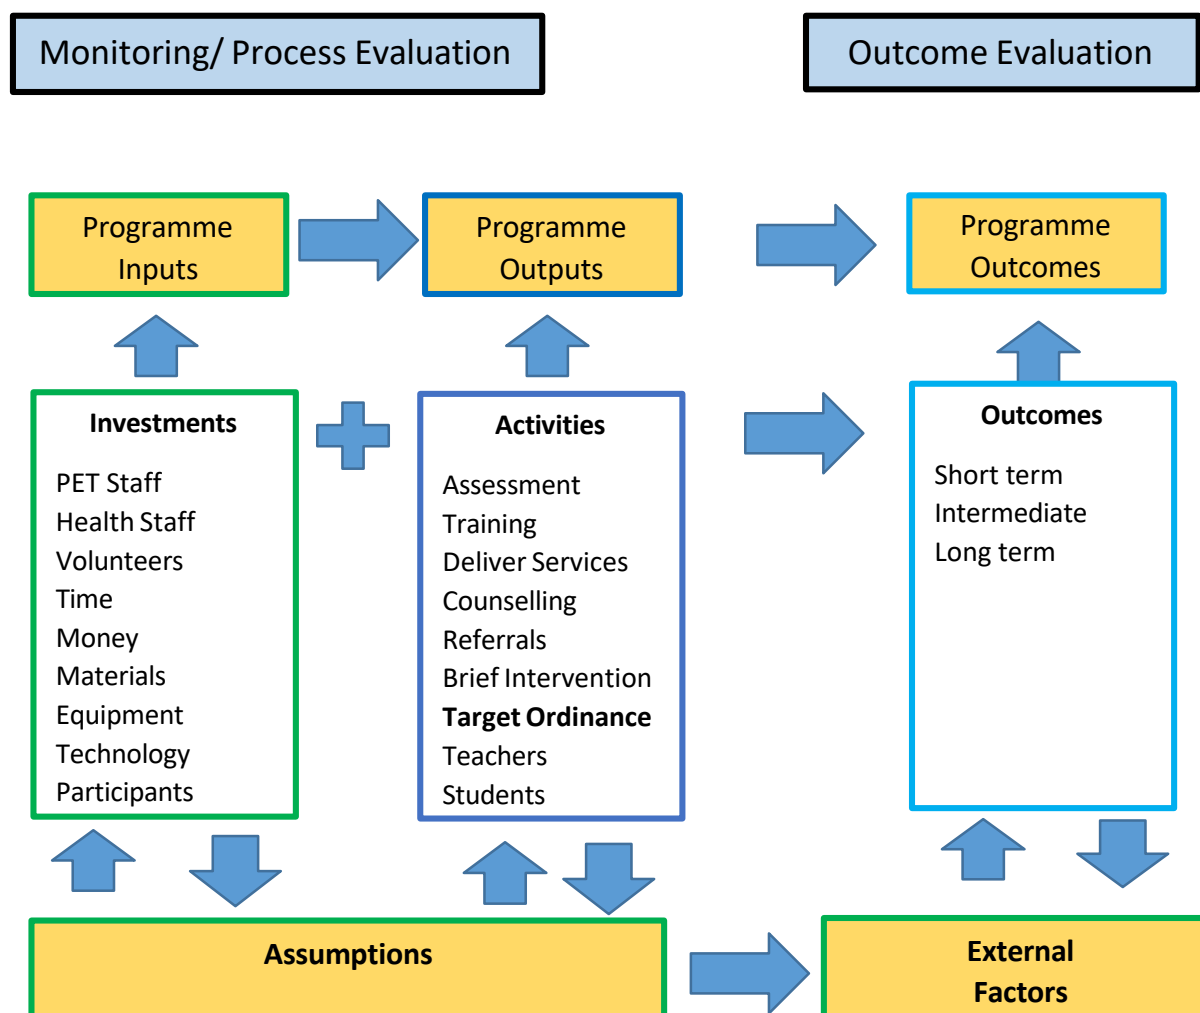 Monitoring/ Process Evaluation
Outcome Evaluation
Programme
Inputs
Programme
Outputs
Programme
Outcomes
Investments
PET Staff
Health Staff
Volunteers
Time
Money
Materials
Equipment
Technology
Participants
Activities
Assessment
Training
Deliver Services
Counselling
Referrals
Brief Intervention
Target Ordinance
Teachers
Students
Outcomes
Short term
Intermediate
Long term
Assumptions
External
Factors